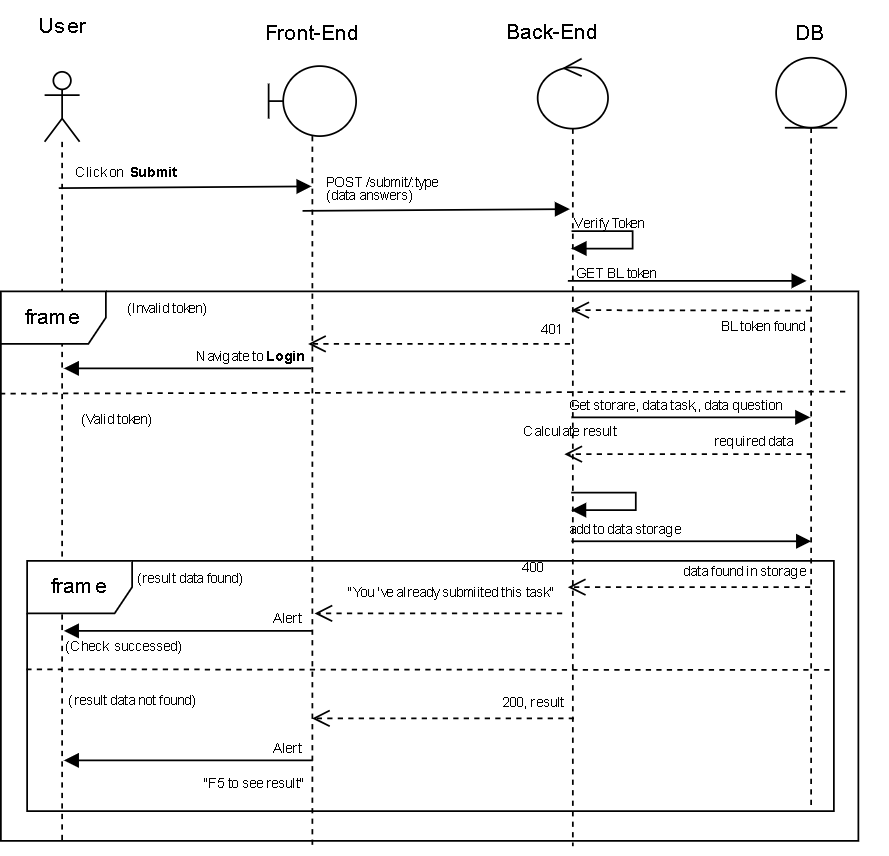 User
Front-End
Back-End
DB
Click on Submit
POST /submit/:type
(data answers)
Verify Token
GET BL token
frame
(Invalid token)
BL token found
401
Navigate to Login
Get storare, data task,, data question
(Valid token)
Calculate result
required data
add to data storage
400
data found in storage
frame
(result data found)
"You 've already submiited this task"
Alert
(Check successed)
(result data not found)
200, result
Alert
"F5 to see result"